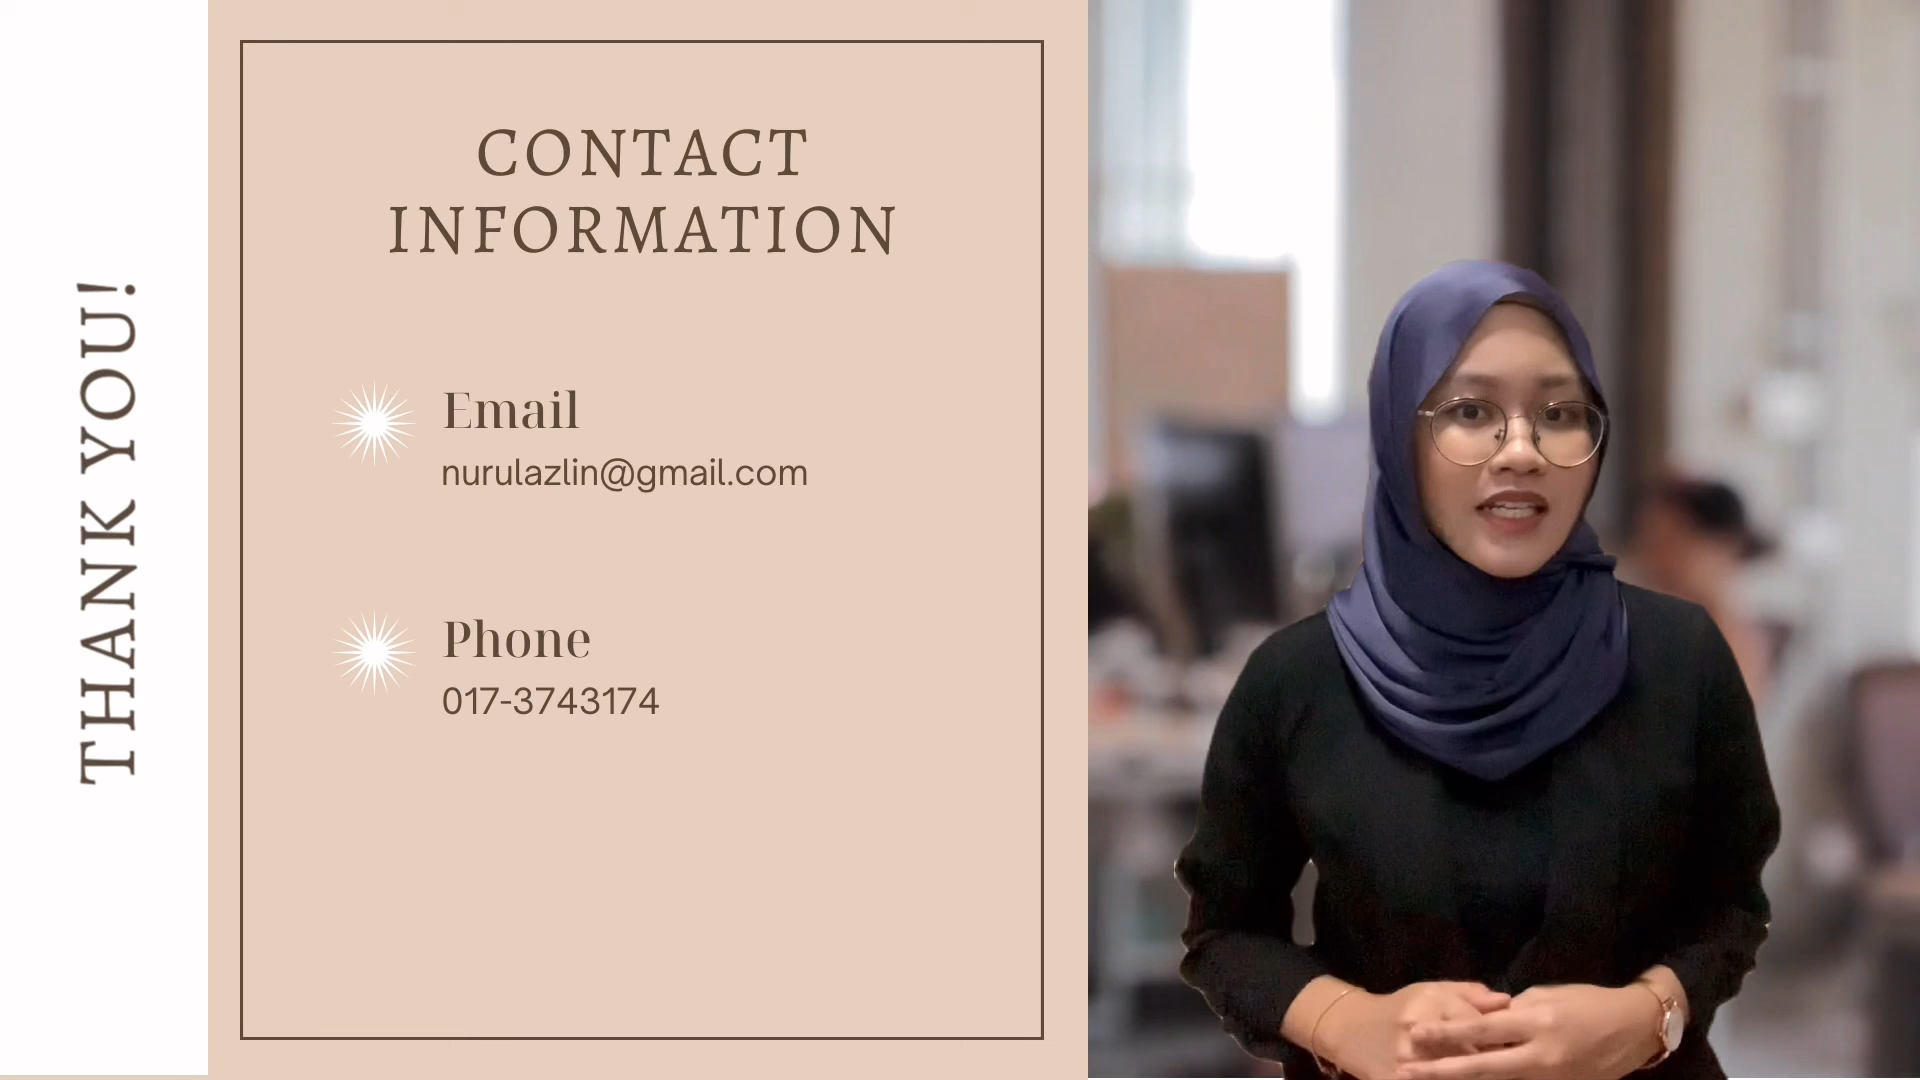 THANK YOU!
CONTACT
INFORMATION
Email
nurulazlin@gmail.com
Phone
017-3743174